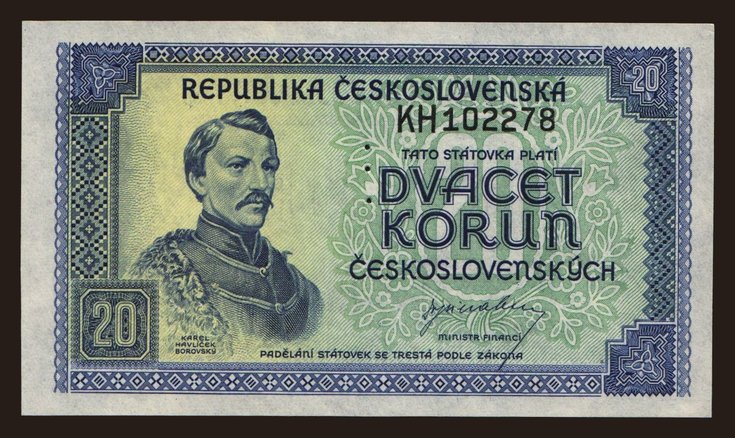 20
REPUBLIKA ČESKOSLOVENSKÁ
KH102278
TATO STÁTOVKA PLATÍ
DVACET
KORUN
ČESKOSLOVENSKÝCH
MINISTR FINANCÍ
20
KAREL
HAVLÍČEK
BOROVSKÝ
PADĚLÁNÍ STÁTOVEK SE TRESTÁ PODLE ZÁKONA